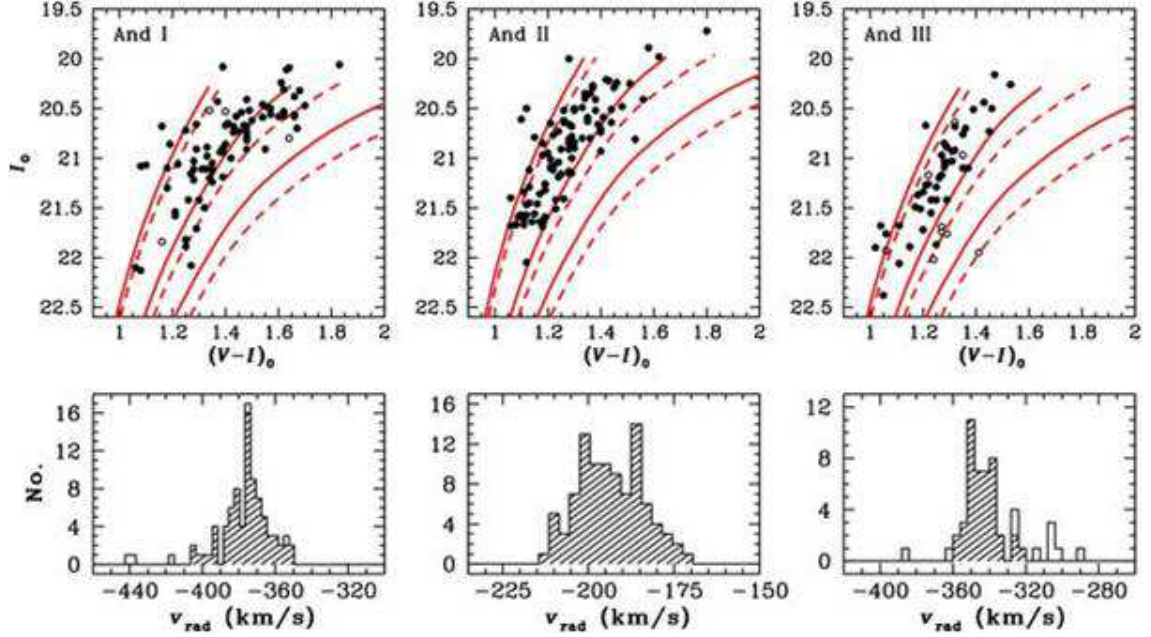 19.5 19.5 19.5
And I And II And III
20 20 20
20.5 20.5 20.5
I₀ 21 21 21
21.5 21.5 21.5
22 22 22
22.5 22.5 22.5
1 1.2 1.4 1.6 1.8 2 1 1.2 1.4 1.6 1.8 2 1 1.2 1.4 1.6 1.8 2
(V−I)₀ (V−I)₀ (V−I)₀
16 16 12
12 12 8
No. 8 8 4
4 4
0 0 0
−440 −400 −360 −320 −225 −200 −175 −150 −400 −360 −320 −280
v_rad (km/s) v_rad (km/s) v_rad (km/s)